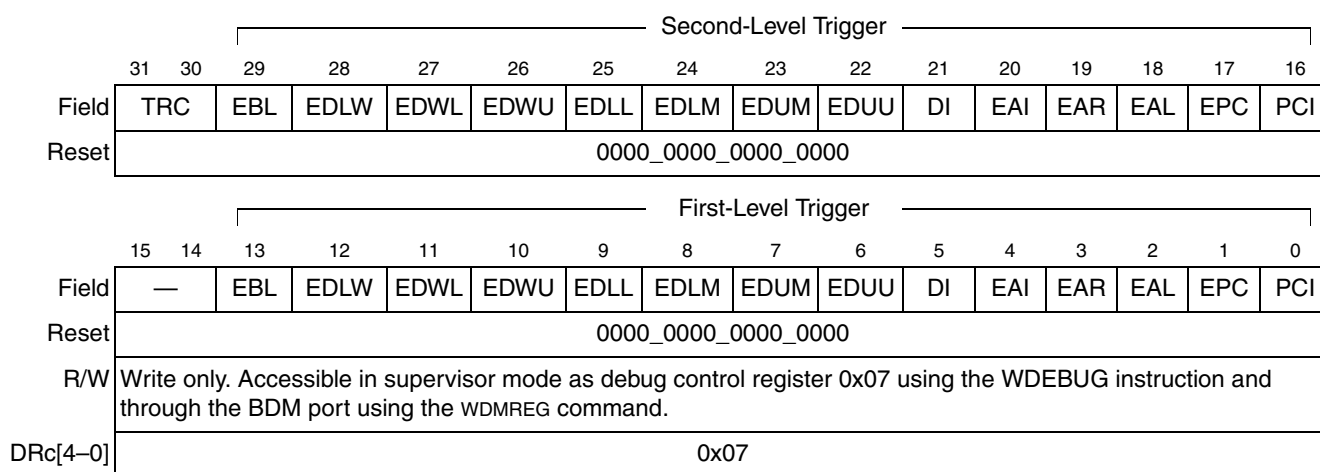 Second-Level Trigger
31 30 29 28 27 26 25 24 23 22 21 20 19 18 17 16
Field TRC EBL EDLW EDWL EDWU EDLL EDLM EDUM EDUU DI EAI EAR EAL EPC PCI
Reset 0000_0000_0000_0000
First-Level Trigger
15 14 13 12 11 10 9 8 7 6 5 4 3 2 1 0
Field — EBL EDLW EDWL EDWU EDLL EDLM EDUM EDUU DI EAI EAR EAL EPC PCI
Reset 0000_0000_0000_0000
R/W Write only. Accessible in supervisor mode as debug control register 0x07 using the WDEBUG instruction and
through the BDM port using the WDMREG command.
DRc[4–0] 0x07